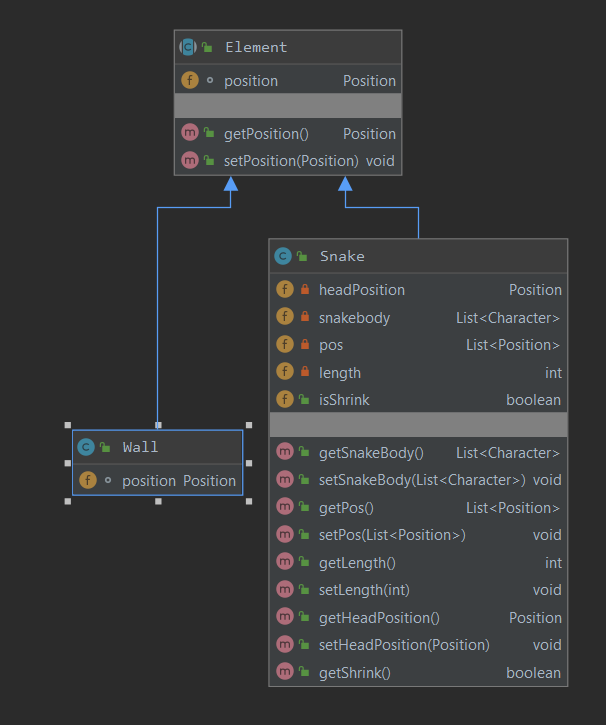 Element
position Position
getPosition() Position
setPosition(Position) void
Snake
headPosition Position
snakebody List<Character>
pos List<Position>
length int
isShrink boolean
getSnakeBody() List<Character>
setSnakeBody(List<Character>) void
getPos() List<Position>
setPos(List<Position>) void
getLength() int
setLength(int) void
getHeadPosition() Position
setHeadPosition(Position) void
getShrink() boolean
Wall
position Position